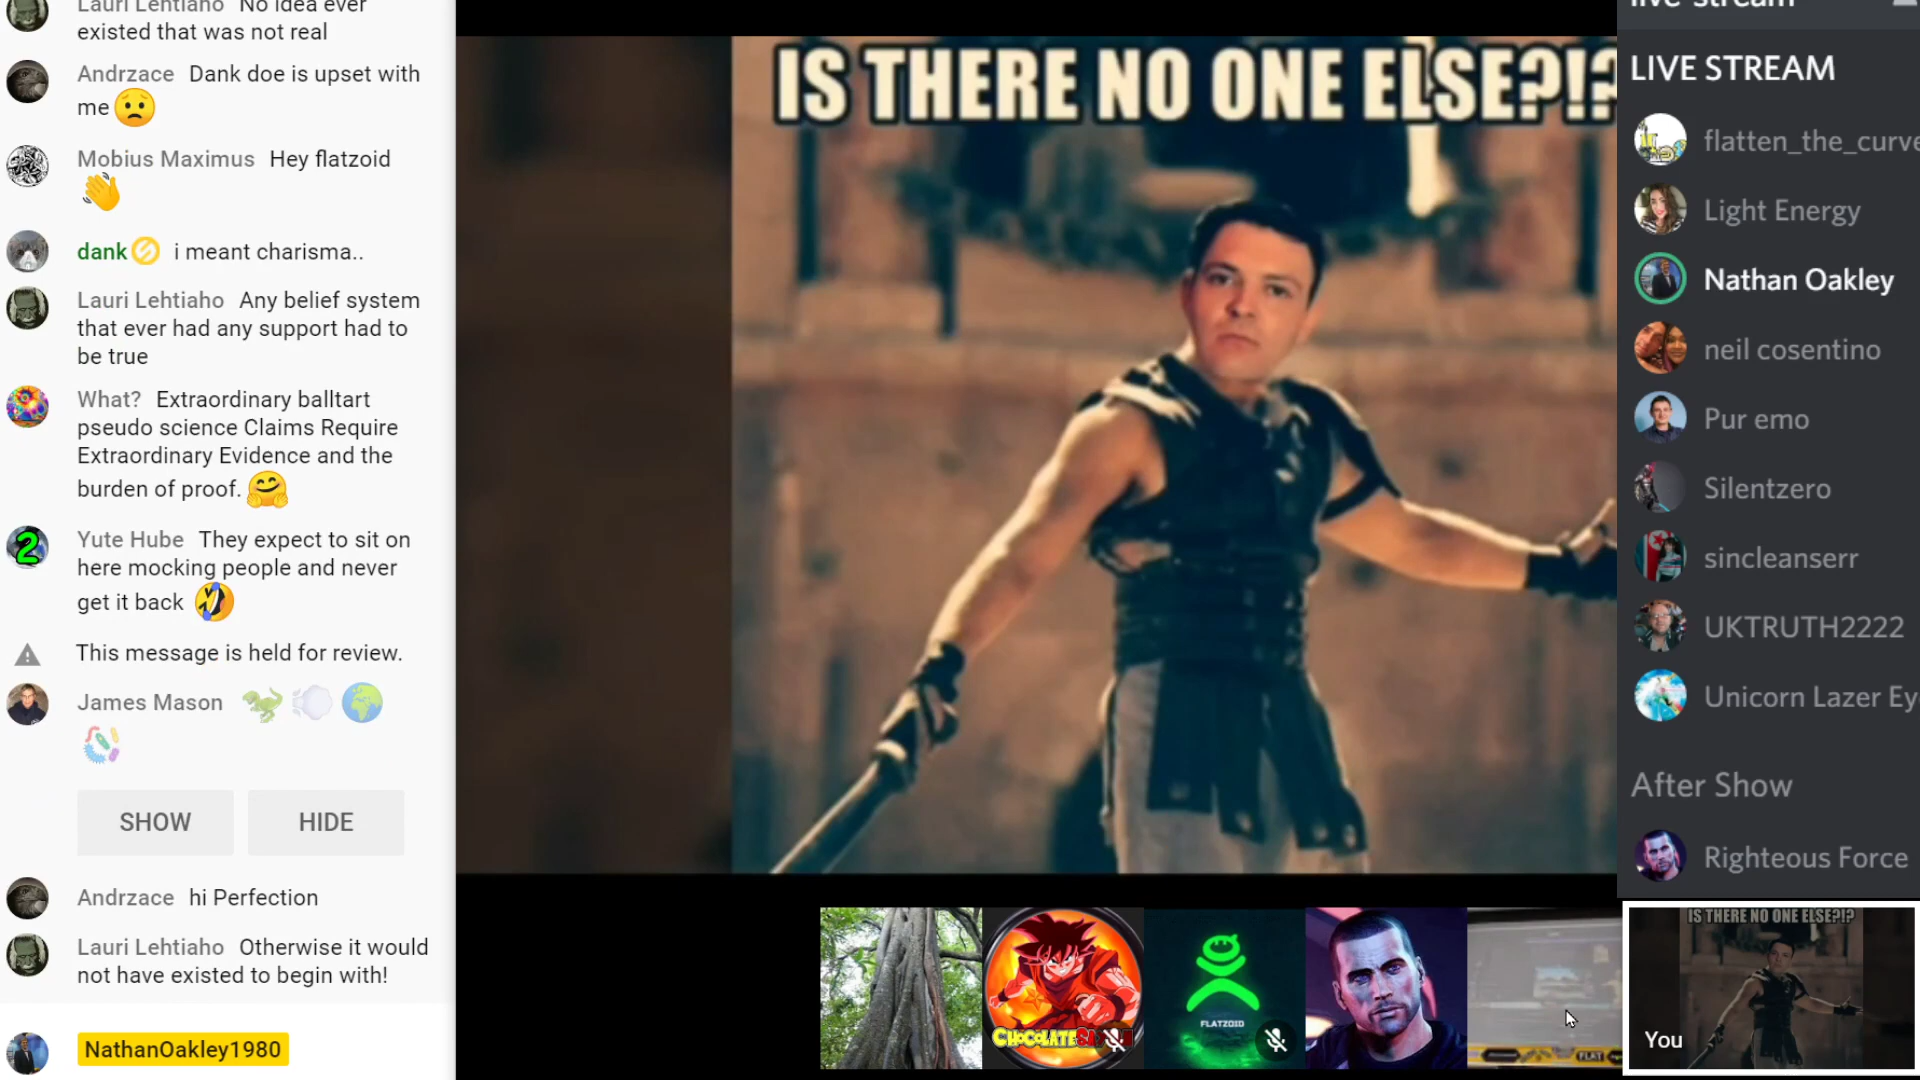 Lauri Lehtiaho No idea ever
existed that was not real
Andrzace Dank doe is upset with
me
Mobius Maximus Hey flatzoid
dank i meant charisma..
Lauri Lehtiaho Any belief system
that ever had any support had to
be true
What? Extraordinary balltart
pseudo science Claims Require
Extraordinary Evidence and the
burden of proof.
2
Yute Hube They expect to sit on
here mocking people and never
get it back
This message is held for review.
James Mason
SHOW HIDE
Andrzace hi Perfection
Lauri Lehtiaho Otherwise it would
not have existed to begin with!
NathanOakley1980
IS THERE NO ONE ELSE?!?
FLATZOID
FLAT
live-stream
LIVE STREAM
flatten_the_curve
Light Energy
Nathan Oakley
neil cosentino
Pur emo
Silentzero
sincleanserr
UKTRUTH2222
Unicorn Lazer Ey
After Show
Righteous Force
IS THERE NO ONE ELSE?!?
You